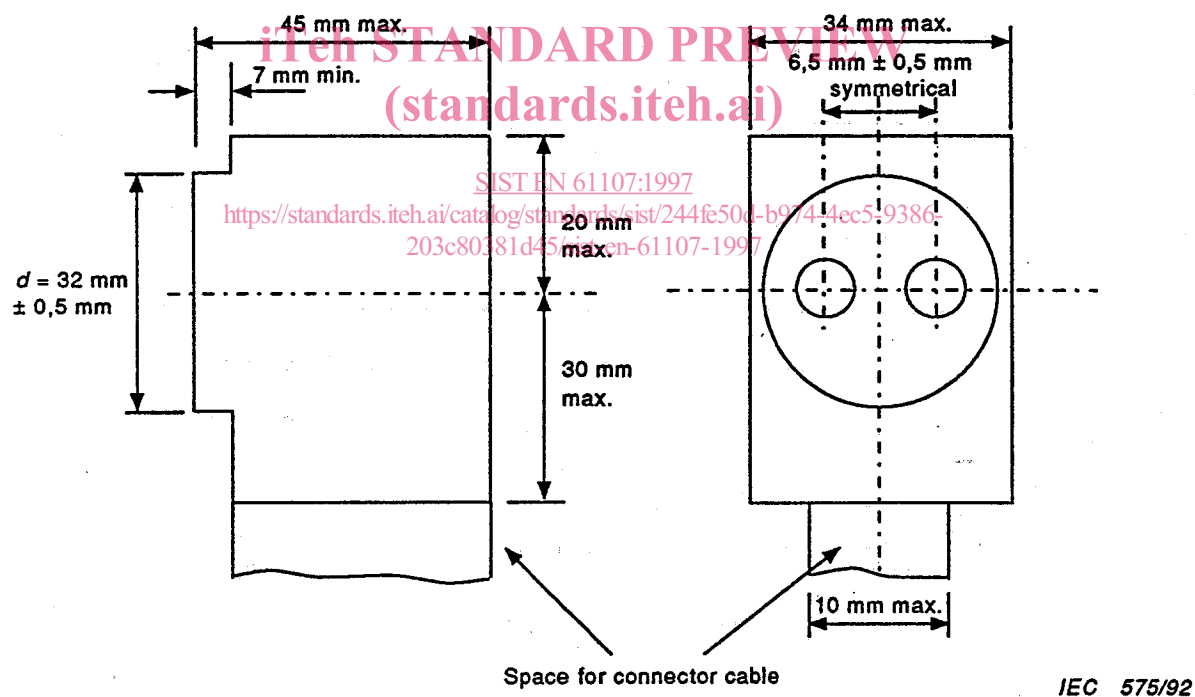 45 mm max.
34 mm max.
iTeh STANDARD PREVIEW
7 mm min.
6,5 mm ± 0,5 mm
symmetrical
(standards.iteh.ai)
SIST EN 61107:1997
https://standards.iteh.ai/catalog/standards/sist/244fe50d-b974-4ec5-9386-
203c80381d45/sist-en-61107-1997
20 mm
max.
d = 32 mm
± 0,5 mm
30 mm
max.
10 mm max.
Space for connector cable
IEC 575/92